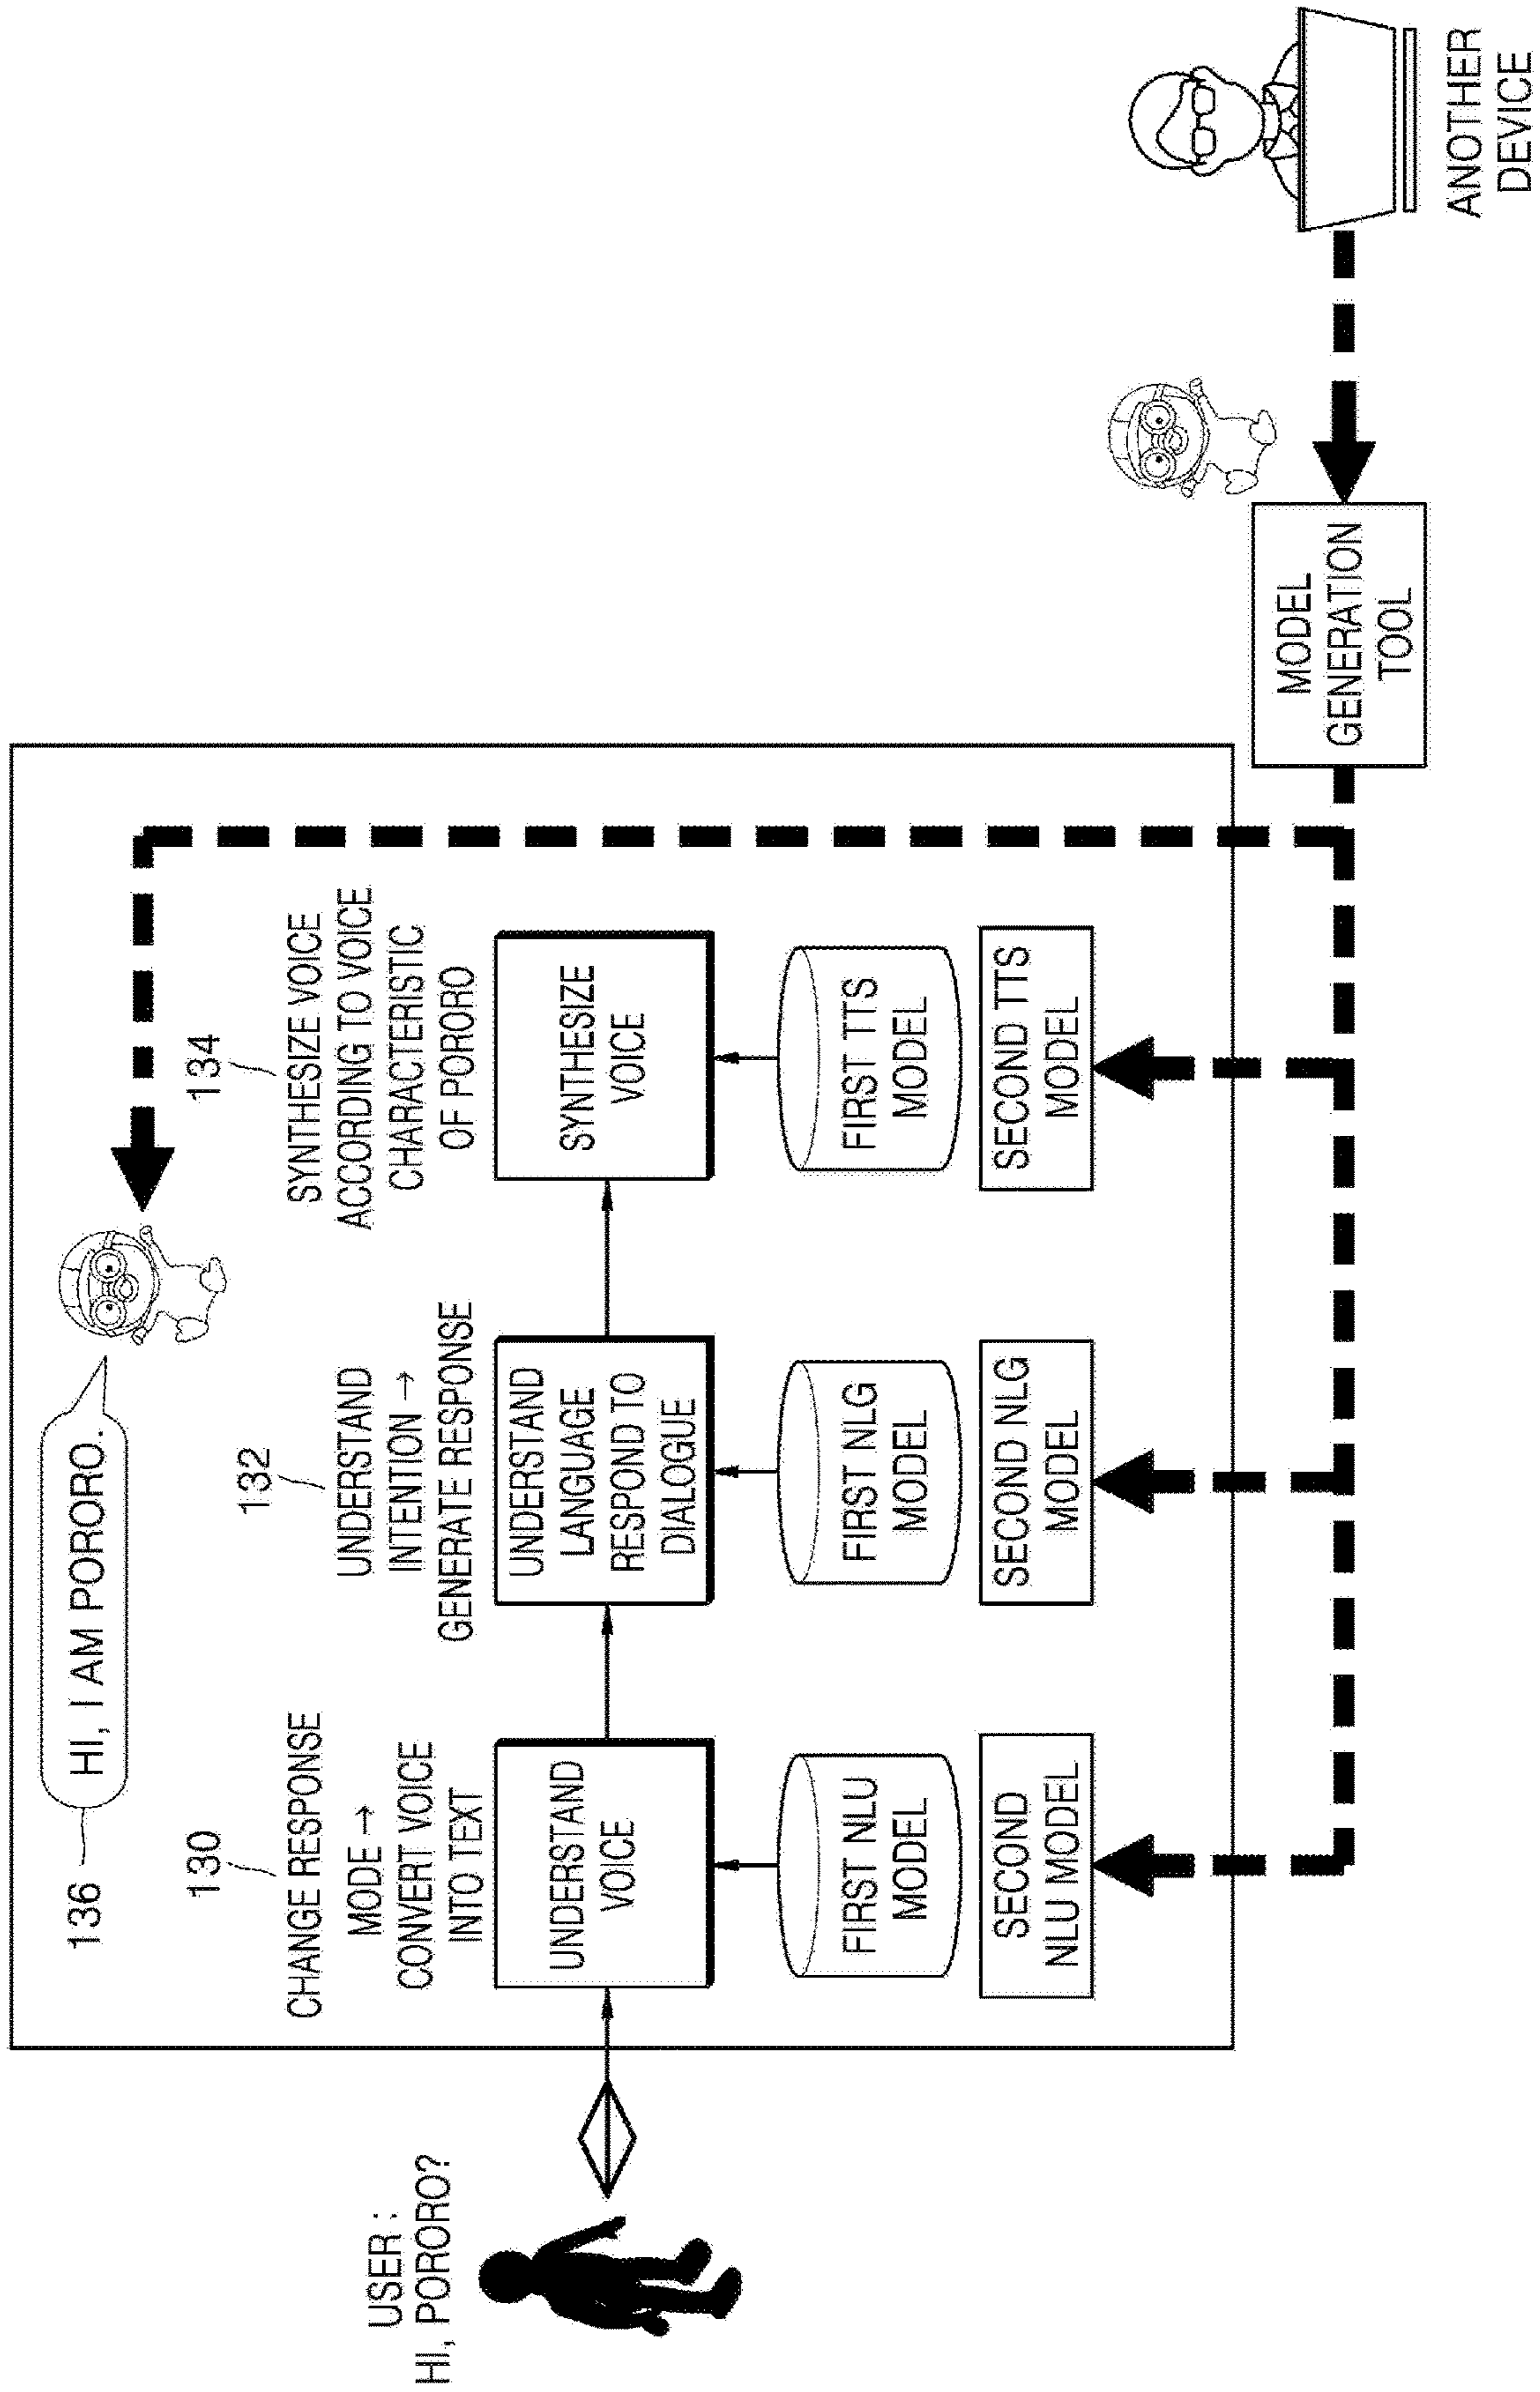 136
HI, I AM PORORO.
130
CHANGE RESPONSE
MODE →
CONVERT VOICE
INTO TEXT
132
UNDERSTAND
INTENTION →
GENERATE RESPONSE
134
SYNTHESIZE VOICE
ACCORDING TO VOICE
CHARACTERISTIC
OF PORORO
USER :
HI, PORORO?
UNDERSTAND
VOICE
UNDERSTAND
LANGUAGE
RESPOND TO
DIALOGUE
SYNTHESIZE
VOICE
FIRST NLU
MODEL
FIRST NLG
MODEL
FIRST TTS
MODEL
SECOND
NLU MODEL
SECOND NLG
MODEL
SECOND TTS
MODEL
MODEL
GENERATION
TOOL
ANOTHER
DEVICE